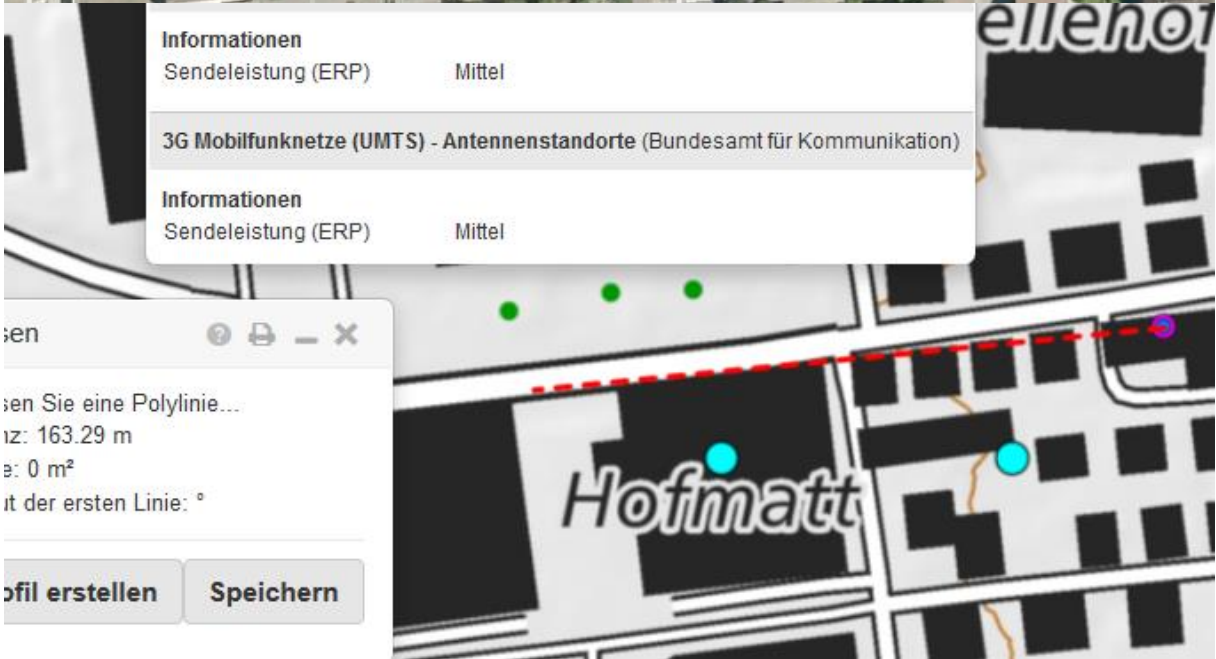 Informationen
Sendeleistung (ERP) Mittel
3G Mobilfunknetze (UMTS) - Antennenstandorte (Bundesamt für Kommunikation)
Informationen
Sendeleistung (ERP) Mittel
ellehof
sen
sen Sie eine Polylinie...
nz: 163.29 m
e: 0 m²
ut der ersten Linie: °
ofil erstellen Speichern
Hofmatt